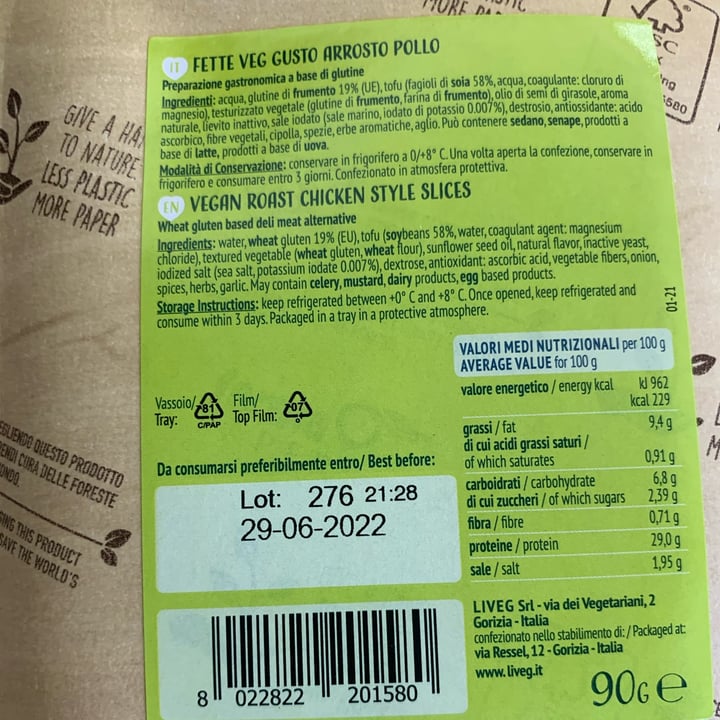 IT FETTE VEG GUSTO ARROSTO POLLO
Preparazione gastronomica a base di glutine
Ingredienti: acqua, glutine di frumento 19% (UE), tofu (fagioli di soia 58%, acqua, coagulante: cloruro di
magnesio), testurizzato vegetale (glutine di frumento, farina di frumento), olio di semi di girasole, aroma
naturale, lievito inattivo, sale iodato (sale marino, iodato di potassio 0.007%), destrosio, antiossidante: acido
ascorbico, fibre vegetali, cipolla, spezie, erbe aromatiche, aglio. Può contenere sedano, senape, prodotti a
base di latte, prodotti a base di uova.
Modalità di Conservazione: conservare in frigorifero a 0/+8° C. Una volta aperta la confezione, conservare in
frigorifero e consumare entro 3 giorni. Confezionato in atmosfera protettiva.
EN VEGAN ROAST CHICKEN STYLE SLICES
Wheat gluten based deli meat alternative
Ingredients: water, wheat gluten 19% (EU), tofu (soybeans 58%, water, coagulant agent: magnesium
chloride), textured vegetable (wheat gluten, wheat flour), sunflower seed oil, natural flavor, inactive yeast,
iodized salt (sea salt, potassium iodate 0.007%), dextrose, antioxidant: ascorbic acid, vegetable fibers, onion,
spices, herbs, garlic. May contain celery, mustard, dairy products, egg based products.
Storage Instructions: keep refrigerated between +0° C and +8° C. Once opened, keep refrigerated and
consume within 3 days. Packaged in a tray in a protective atmosphere.
01-21
VALORI MEDI NUTRIZIONALI per 100 g
AVERAGE VALUE for 100 g
valore energetico / energy kcal kJ 962
kcal 229
grassi / fat 9,4 g
di cui acidi grassi saturi /
of which saturates 0,91 g
carboidrati / carbohydrate 6,8 g
di cui zuccheri / of which sugars 2,39 g
fibra / fibre 0,71 g
proteine / protein 29,0 g
sale / salt 1,95 g
Vassoio/ Film/
Tray: 81 Top Film: 07
C/PAP
Da consumarsi preferibilmente entro/ Best before:
Lot: 276 21:28
29-06-2022
8 022822 201580
LIVEG Srl - via dei Vegetariani, 2
Gorizia - Italia
confezionato nello stabilimento di: / Packaged at:
via Ressel, 12 - Gorizia - Italia
www.liveg.it
90G e
GIVE A
TO NATURE
LESS PLASTIC
MORE PAPER
QUESTO PRODOTTO
CURA DELLE FORESTE
THIS PRODUCT
THE WORLD'S